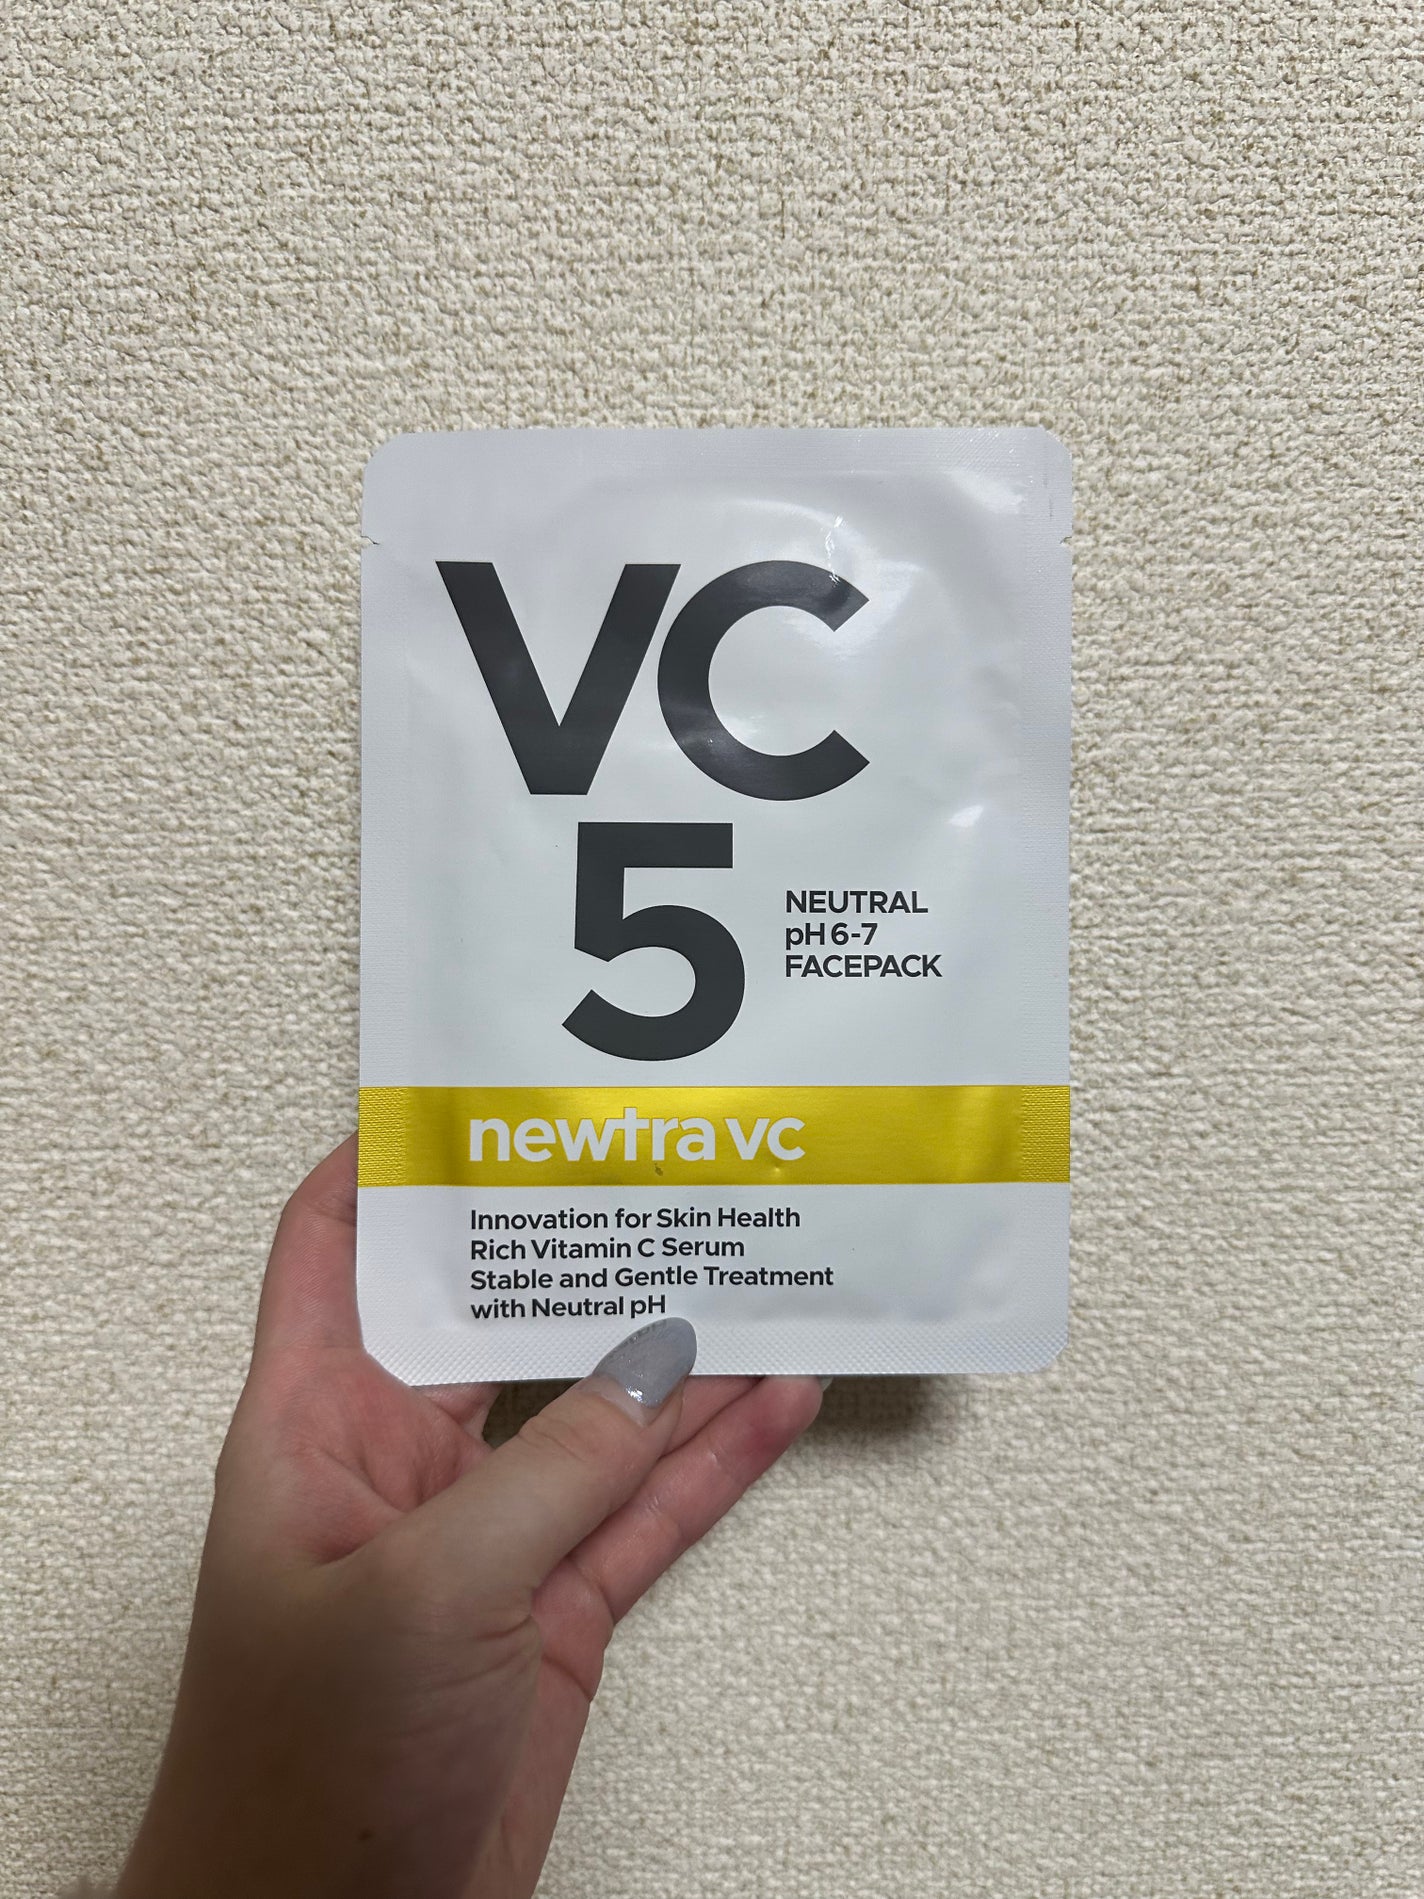 VC
5
NEUTRAL
pH 6-7
FACEPACK
newtra vc
Innovation for Skin Health
Rich Vitamin C Serum
Stable and Gentle Treatment
with Neutral pH